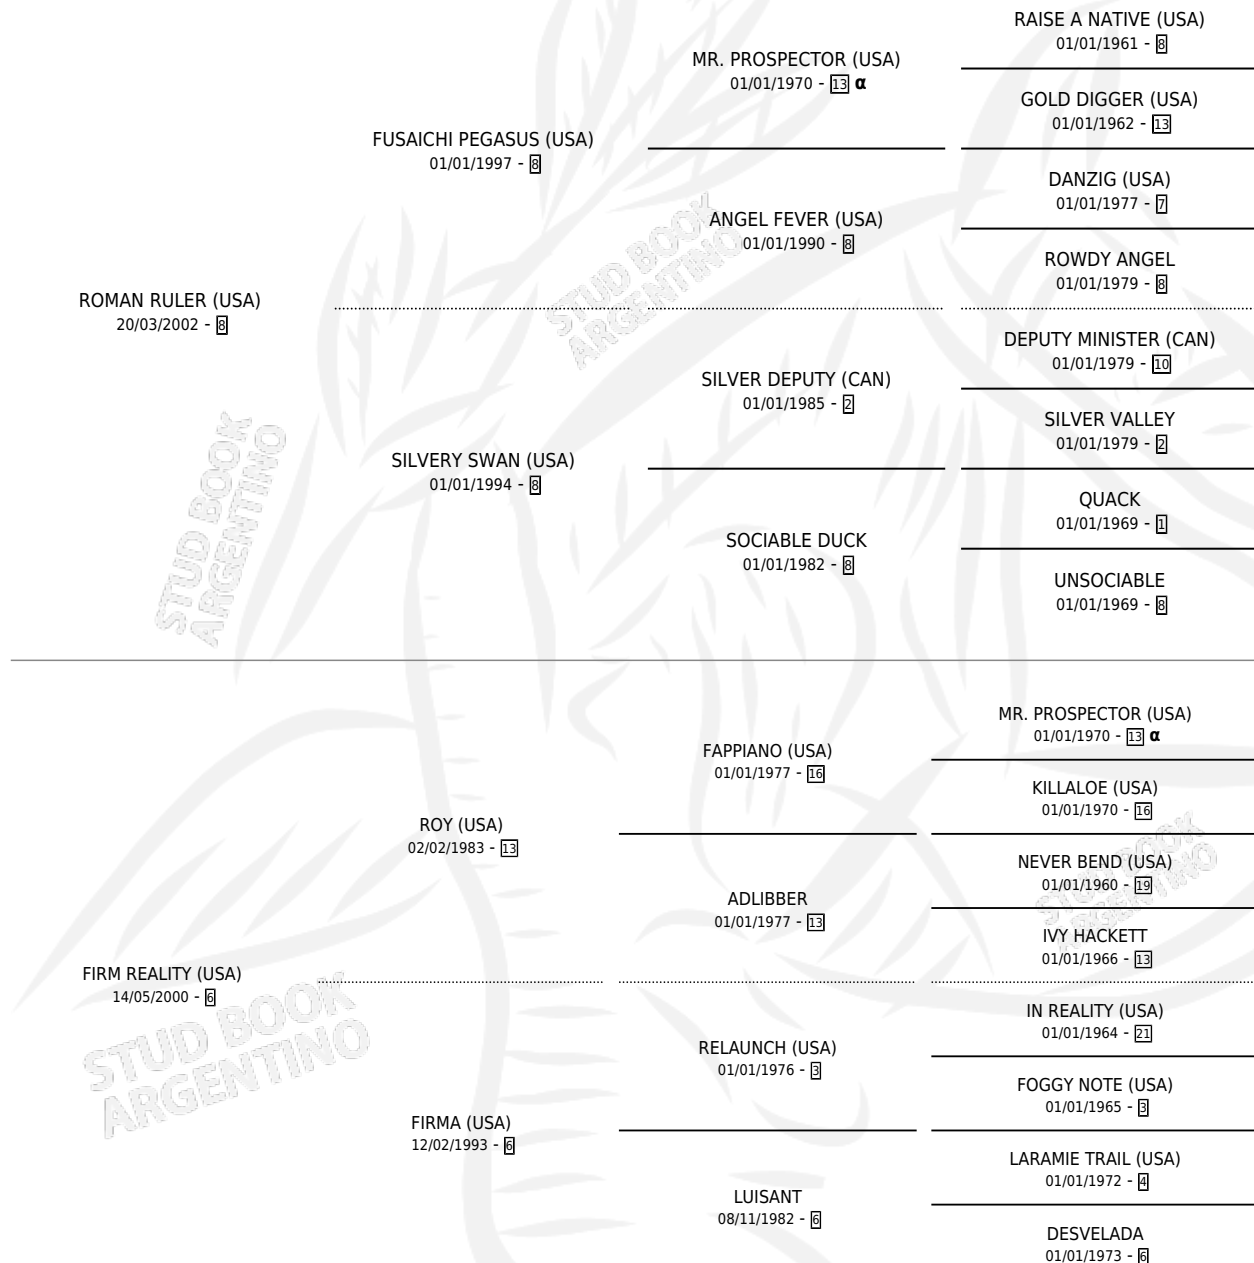 RAISE A NATIVE (USA)
01/01/1961 - 8
MR. PROSPECTOR (USA)
01/01/1970 - 13 α
GOLD DIGGER (USA)
01/01/1962 - 13
FUSAICHI PEGASUS (USA)
01/01/1997 - 8
DANZIG (USA)
01/01/1977 - 7
ANGEL FEVER (USA)
01/01/1990 - 8
ROWDY ANGEL
01/01/1979 - 8
STUD BOOK
ARGENTINO
ROMAN RULER (USA)
20/03/2002 - 8
DEPUTY MINISTER (CAN)
01/01/1979 - 10
SILVER DEPUTY (CAN)
01/01/1985 - 2
SILVER VALLEY
01/01/1979 - 2
SILVERY SWAN (USA)
01/01/1994 - 8
QUACK
01/01/1969 - 1
SOCIABLE DUCK
01/01/1982 - 8
UNSOCIABLE
01/01/1969 - 8
STUD BOOK
ARGENTINO
MR. PROSPECTOR (USA)
01/01/1970 - 13 α
FAPPIANO (USA)
01/01/1977 - 16
KILLALOE (USA)
01/01/1970 - 16
ROY (USA)
02/02/1983 - 13
NEVER BEND (USA)
01/01/1960 - 19
ADLIBBER
01/01/1977 - 13
IVY HACKETT
01/01/1966 - 13
STUD BOOK
ARGENTINO
FIRM REALITY (USA)
14/05/2000 - 6
IN REALITY (USA)
01/01/1964 - 21
RELAUNCH (USA)
01/01/1976 - 3
FOGGY NOTE (USA)
01/01/1965 - 3
STUD BOOK
ARGENTINO
FIRMA (USA)
12/02/1993 - 6
LARAMIE TRAIL (USA)
01/01/1972 - 4
LUISANT
08/11/1982 - 6
DESVELADA
01/01/1973 - 6